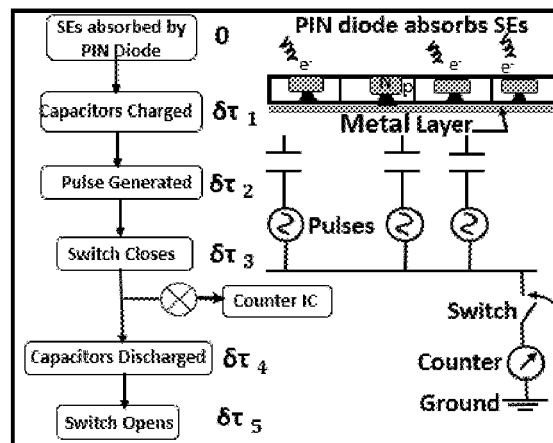 SEs absorbed by
PIN Diode
0
Capacitors Charged
δτ 1
Pulse Generated
δτ 2
Switch Closes
δτ 3
Counter IC
Capacitors Discharged
δτ 4
Switch Opens
δτ 5
PIN diode absorbs SEs
e-
e-
e-
N
p
Metal Layer
Pulses
Switch
Counter
Ground